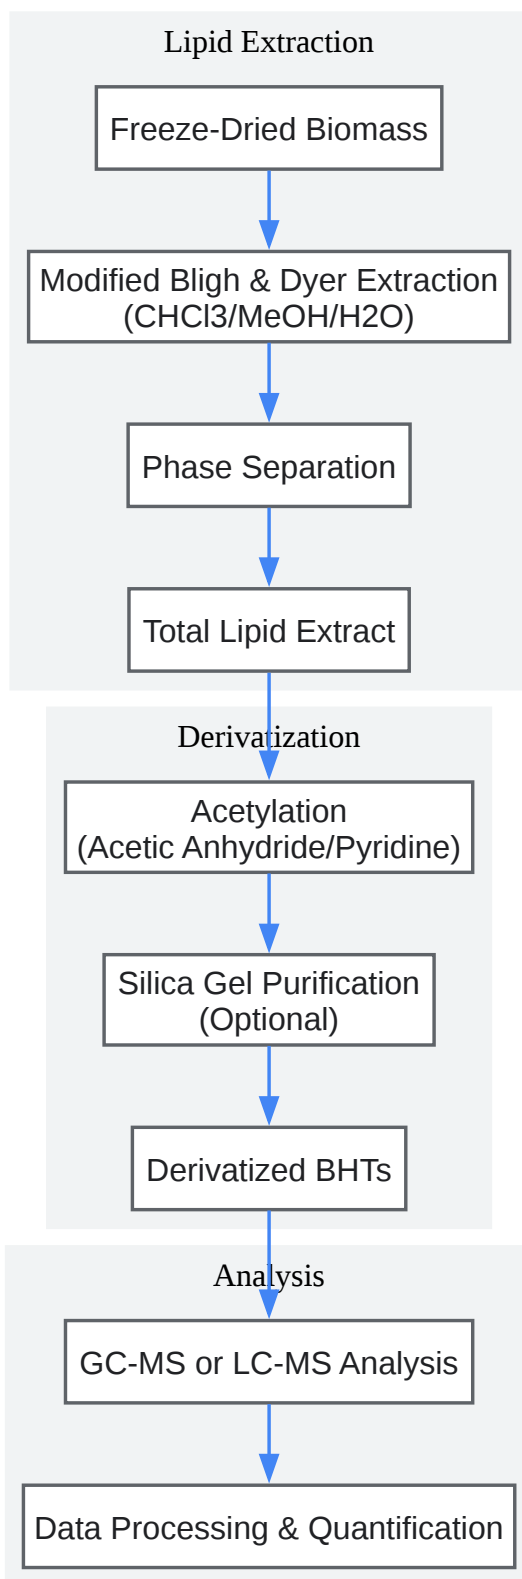 Lipid Extraction
Freeze-Dried Biomass
Modified Bligh & Dyer Extraction
(CHCl3/MeOH/H2O)
Phase Separation
Total Lipid Extract
Derivatization
Acetylation
(Acetic Anhydride/Pyridine)
Silica Gel Purification
(Optional)
Derivatized BHTs
Analysis
GC-MS or LC-MS Analysis
Data Processing & Quantification